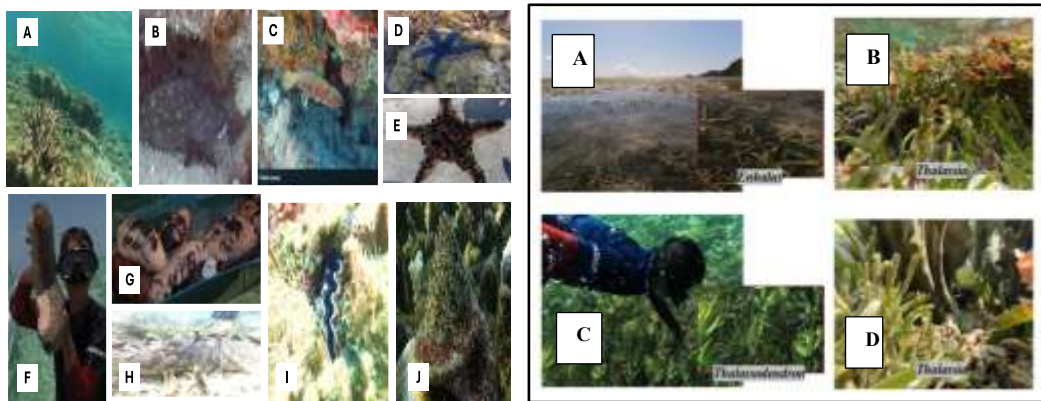 A
B
C
D
E
F
G
H
I
J
A
B
C
D
Enhalus
Thalassia
Thalassodendron
Thalassia